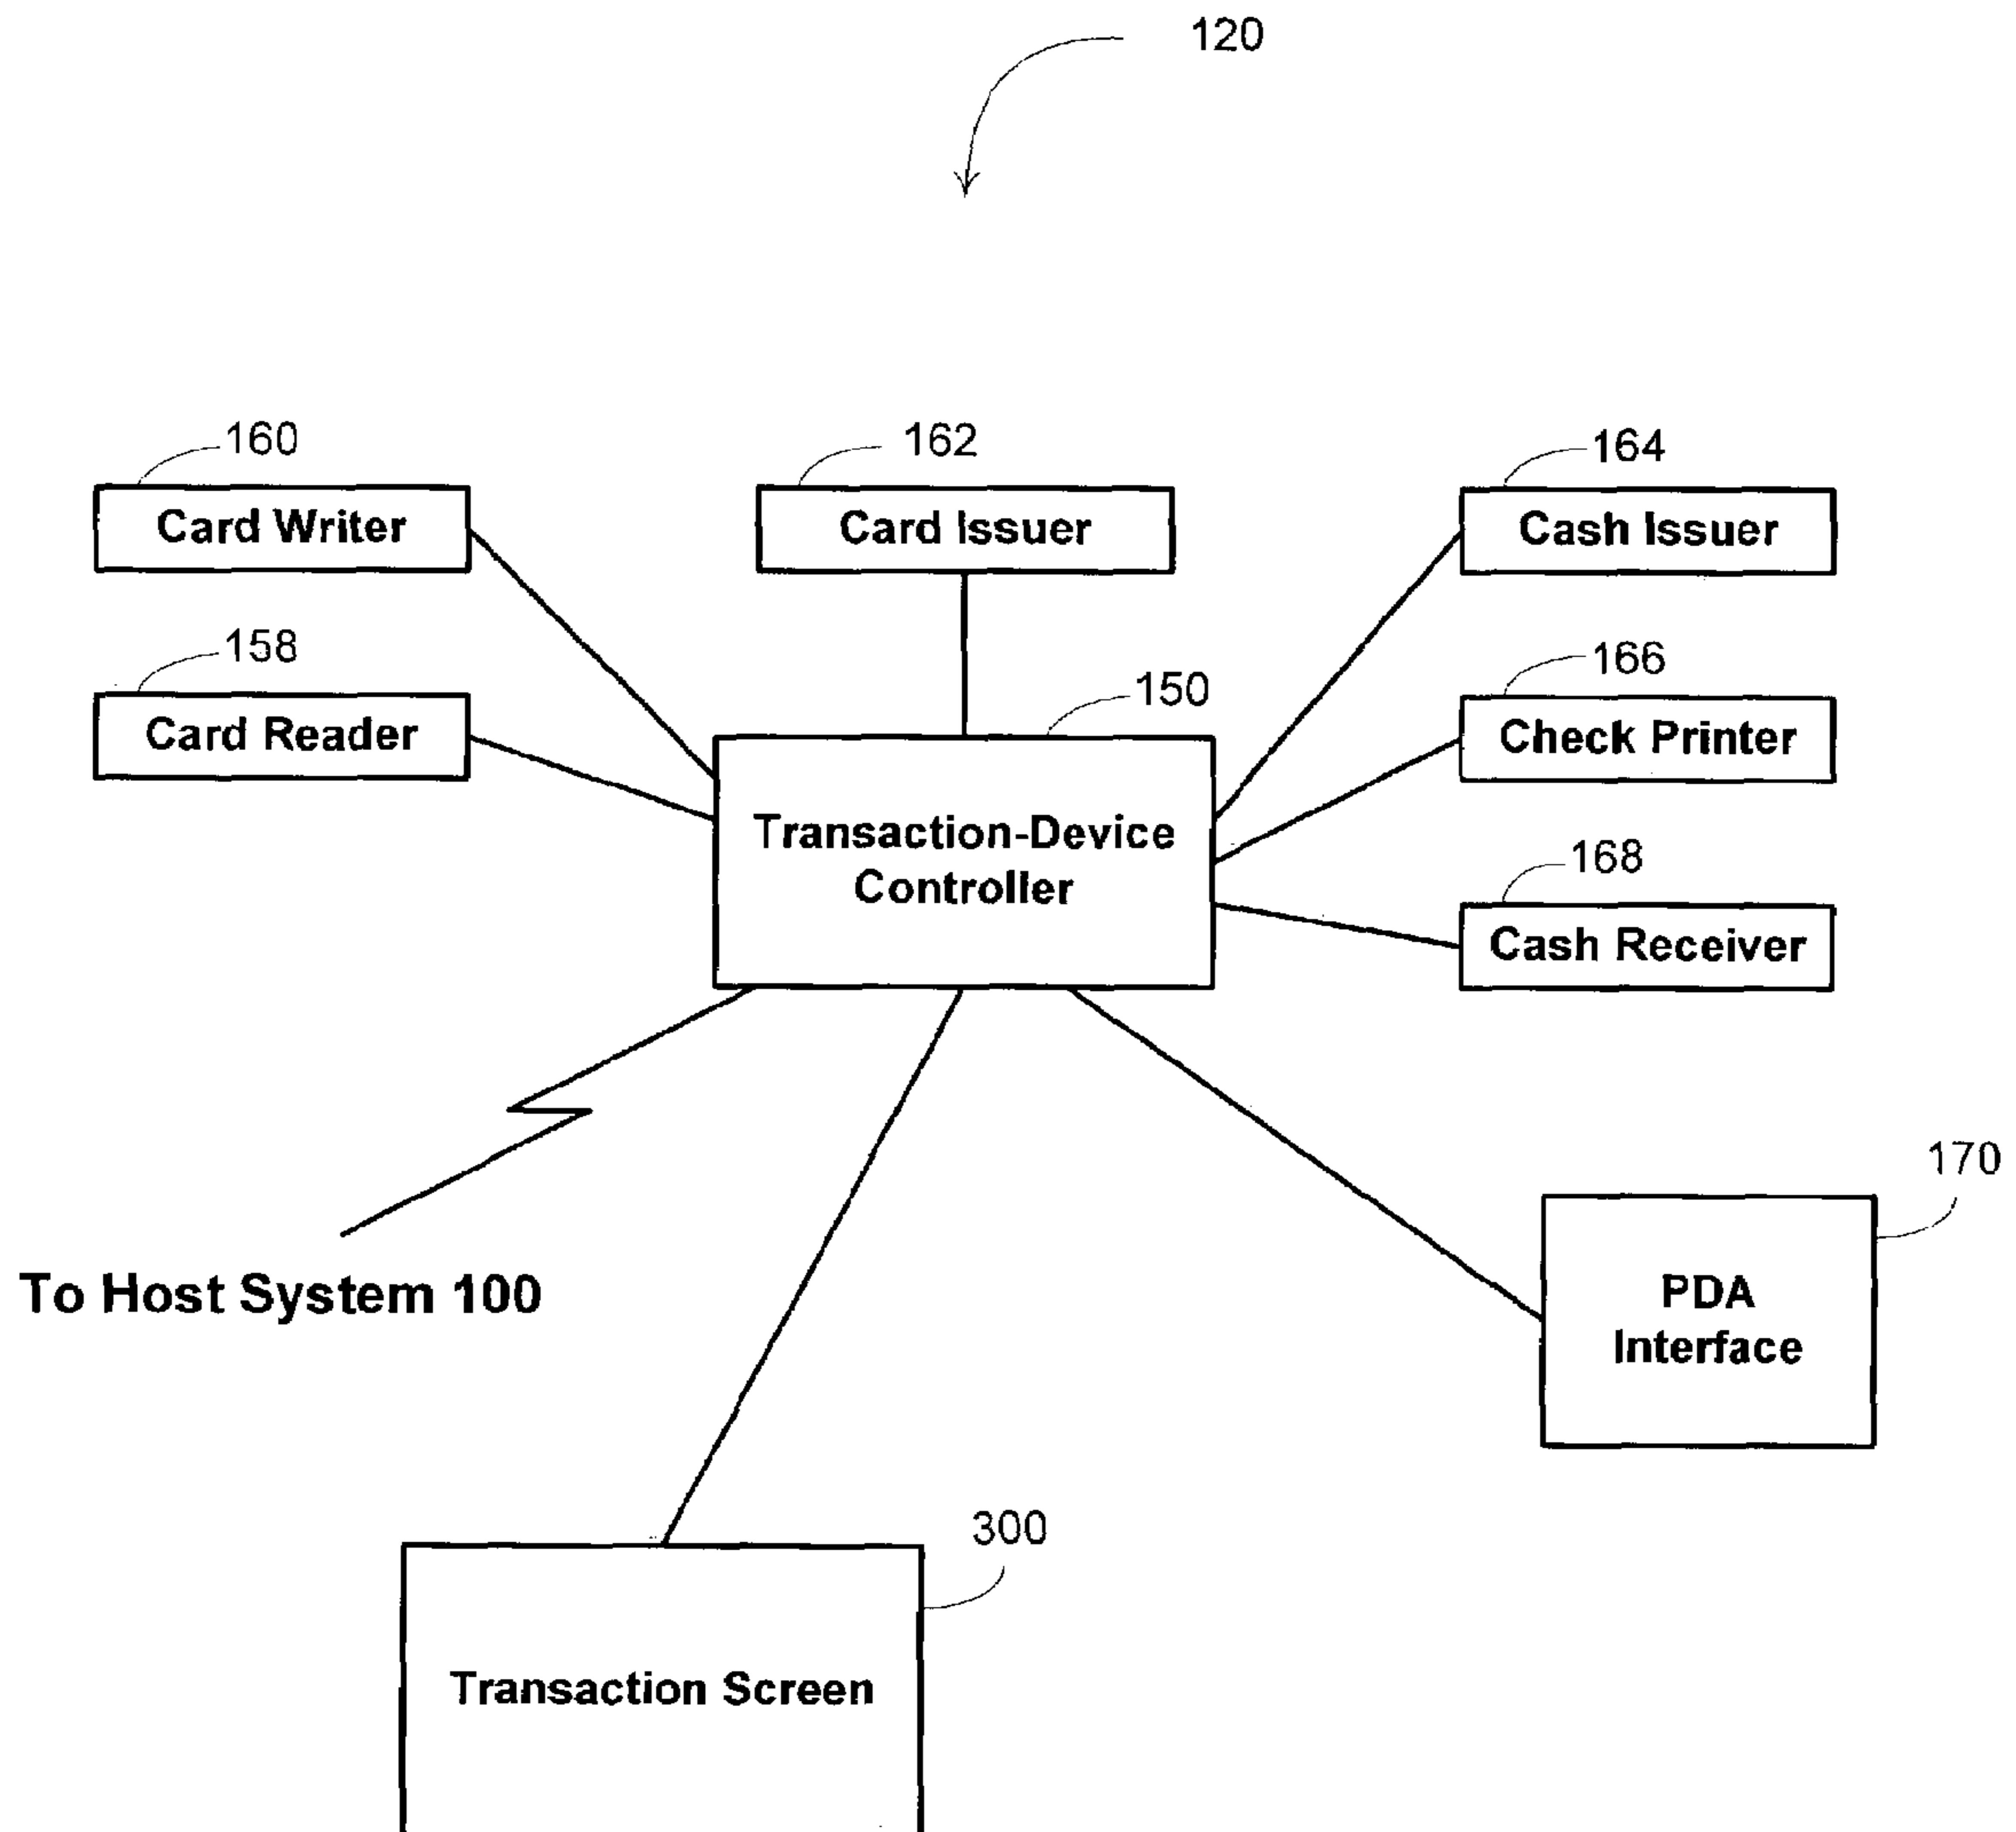 120
160
162
164
Card Writer
Card Issuer
Cash Issuer
158
166
150
Card Reader
Check Printer
Transaction-Device
Controller
168
Cash Receiver
170
To Host System 100
PDA
Interface
300
Transaction Screen